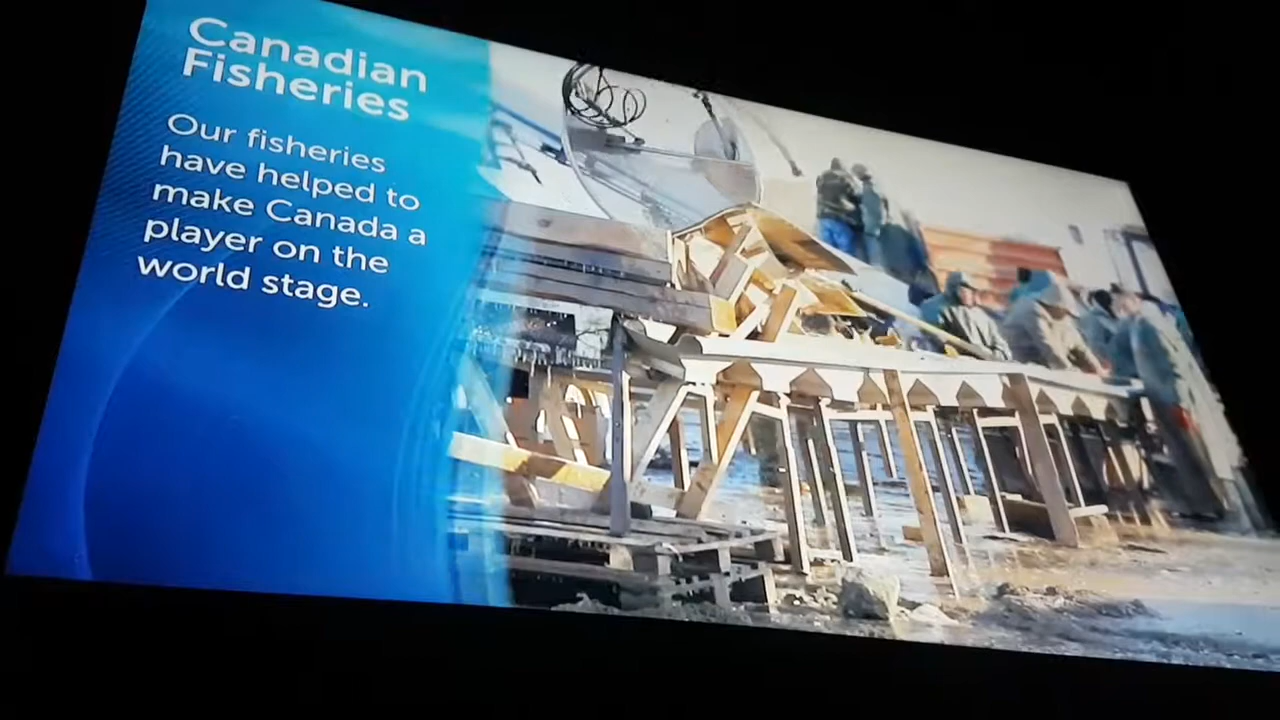 Canadian
Fisheries
Our fisheries
have helped to
make Canada a
player on the
world stage.